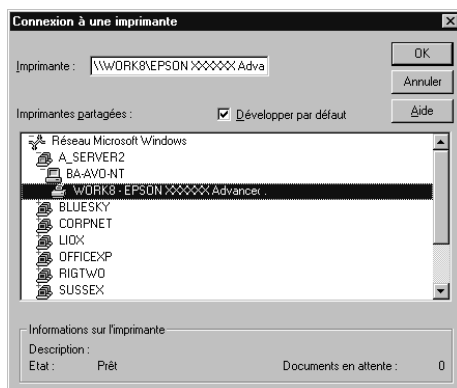 Connexion à une imprimante
Imprimante : \\WORK8\EPSON XXXXXX Adva
OK
Annuler
Aide
Imprimantes partagées : Développer par défaut
Réseau Microsoft Windows
A_SERVER2
BA-AVO-NT
WORK8 - EPSON XXXXXX Advancec .
BLUESKY
CORPNET
LIOX
OFFICEXP
RIGTWO
SUSSEX
Informations sur l'imprimante
Description :
Etat : Prêt Documents en attente : 0